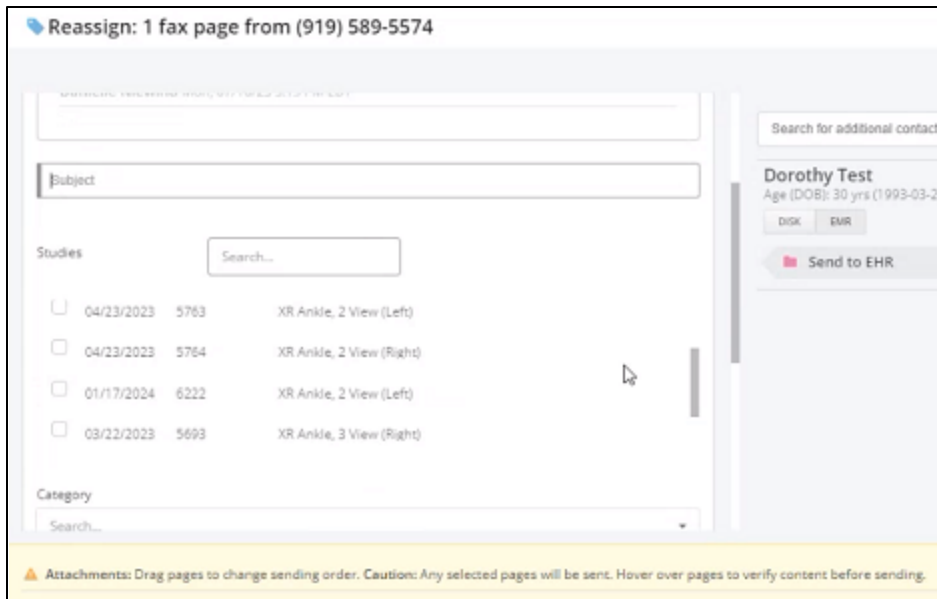 Reassign: 1 fax page from (919) 589-5574
Search for additional contact
Subject
Dorothy Test
Age (DOB): 30 yrs (1993-03-2
DISK EMR
Send to EHR
Studies Search...
04/23/2023 5763 XR Ankle, 2 View (Left)
04/23/2023 5764 XR Ankle, 2 View (Right)
01/17/2024 6222 XR Ankle, 2 View (Left)
03/22/2023 5693 XR Ankle, 3 View (Right)
Category
Search...
Attachments: Drag pages to change sending order. Caution: Any selected pages will be sent. Hover over pages to verify content before sending.